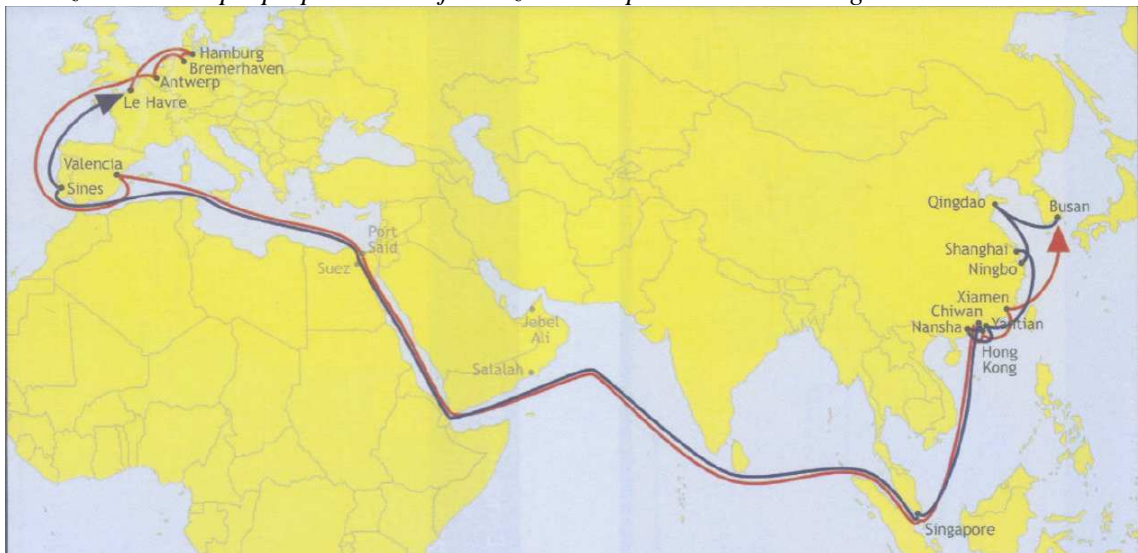 Hamburg
Bremerhaven
Antwerp
Le Havre
Valencia
Sines
Port
Said
Suez
Jebel
Ali
Salalah
Qingdao
Busan
Shanghai
Ningbo
Xiamen
Chiwan
Nansha
Yantian
Hong
Kong
Singapore